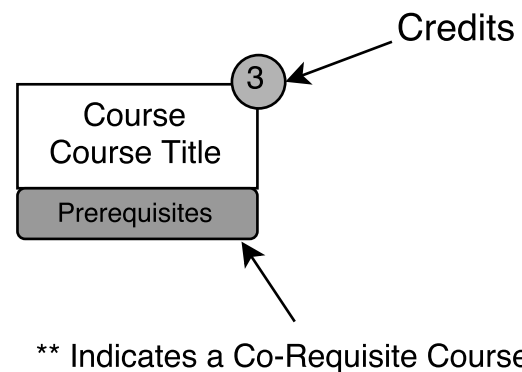 Credits
3
Course
Course Title
Prerequisites
** Indicates a Co-Requisite Course